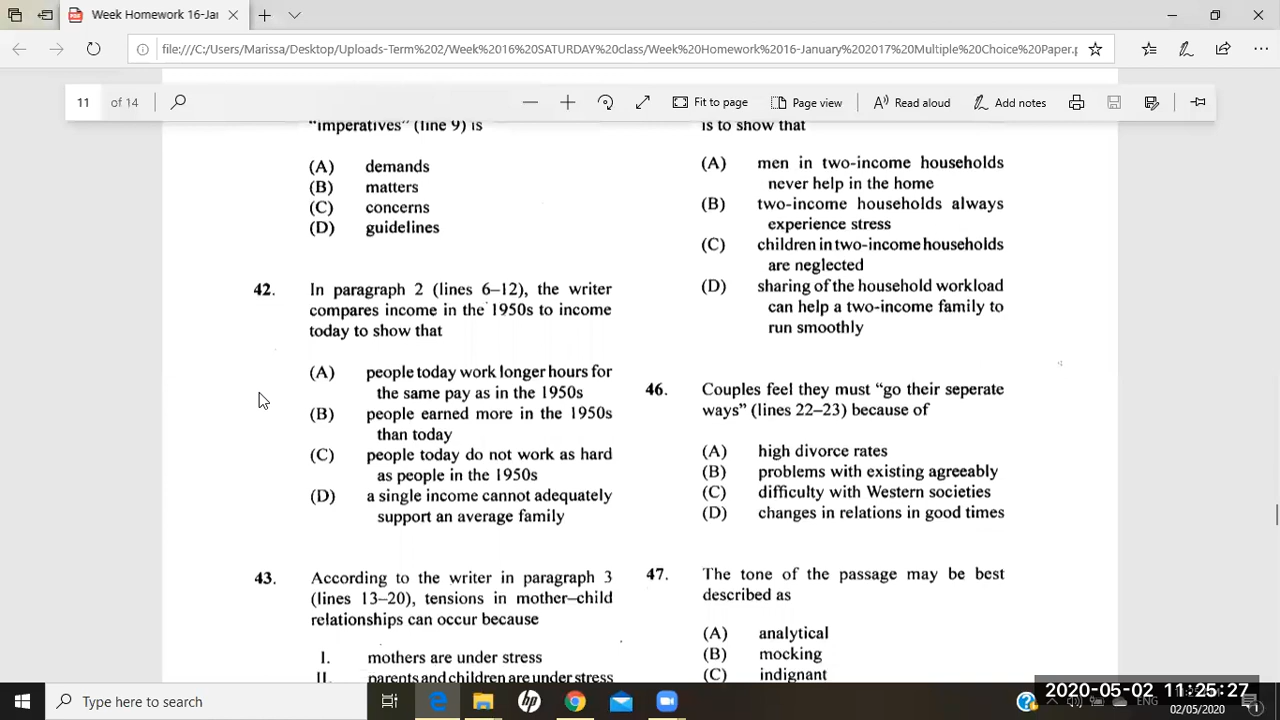 Week Homework 16-Jan
file:///C:/Users/Marissa/Desktop/Uploads-Term%202/Week%2016%20SATURDAY%20class/Week%20Homework%2016-January%202017%20Multiple%20Choice%20Paper.p
11 of 14
Fit to page
Page view
Read aloud
Add notes
"imperatives" (line 9) is
(A) demands
(B) matters
(C) concerns
(D) guidelines
42. In paragraph 2 (lines 6–12), the writer
compares income in the 1950s to income
today to show that
(A) people today work longer hours for
the same pay as in the 1950s
(B) people earned more in the 1950s
than today
(C) people today do not work as hard
as people in the 1950s
(D) a single income cannot adequately
support an average family
43. According to the writer in paragraph 3
(lines 13–20), tensions in mother–child
relationships can occur because
I. mothers are under stress
II. parents and children are under stress
is to show that
(A) men in two-income households
never help in the home
(B) two-income households always
experience stress
(C) children in two-income households
are neglected
(D) sharing of the household workload
can help a two-income family to
run smoothly
46. Couples feel they must "go their seperate
ways" (lines 22–23) because of
(A) high divorce rates
(B) problems with existing agreeably
(C) difficulty with Western societies
(D) changes in relations in good times
47. The tone of the passage may be best
described as
(A) analytical
(B) mocking
(C) indignant
Type here to search
hp
ENG
2020-05-02 11:25:27
02/05/2020